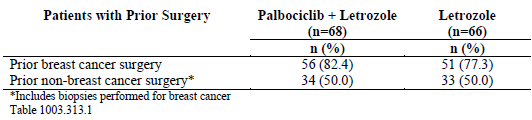 Patients with Prior Surgery Palbociclib + Letrozole Letrozole
(n=68) (n=66)
n (%) n (%)
Prior breast cancer surgery 56 (82.4) 51 (77.3)
Prior non-breast cancer surgery* 34 (50.0) 33 (50.0)
*Includes biopsies performed for breast cancer
Table 1003.313.1